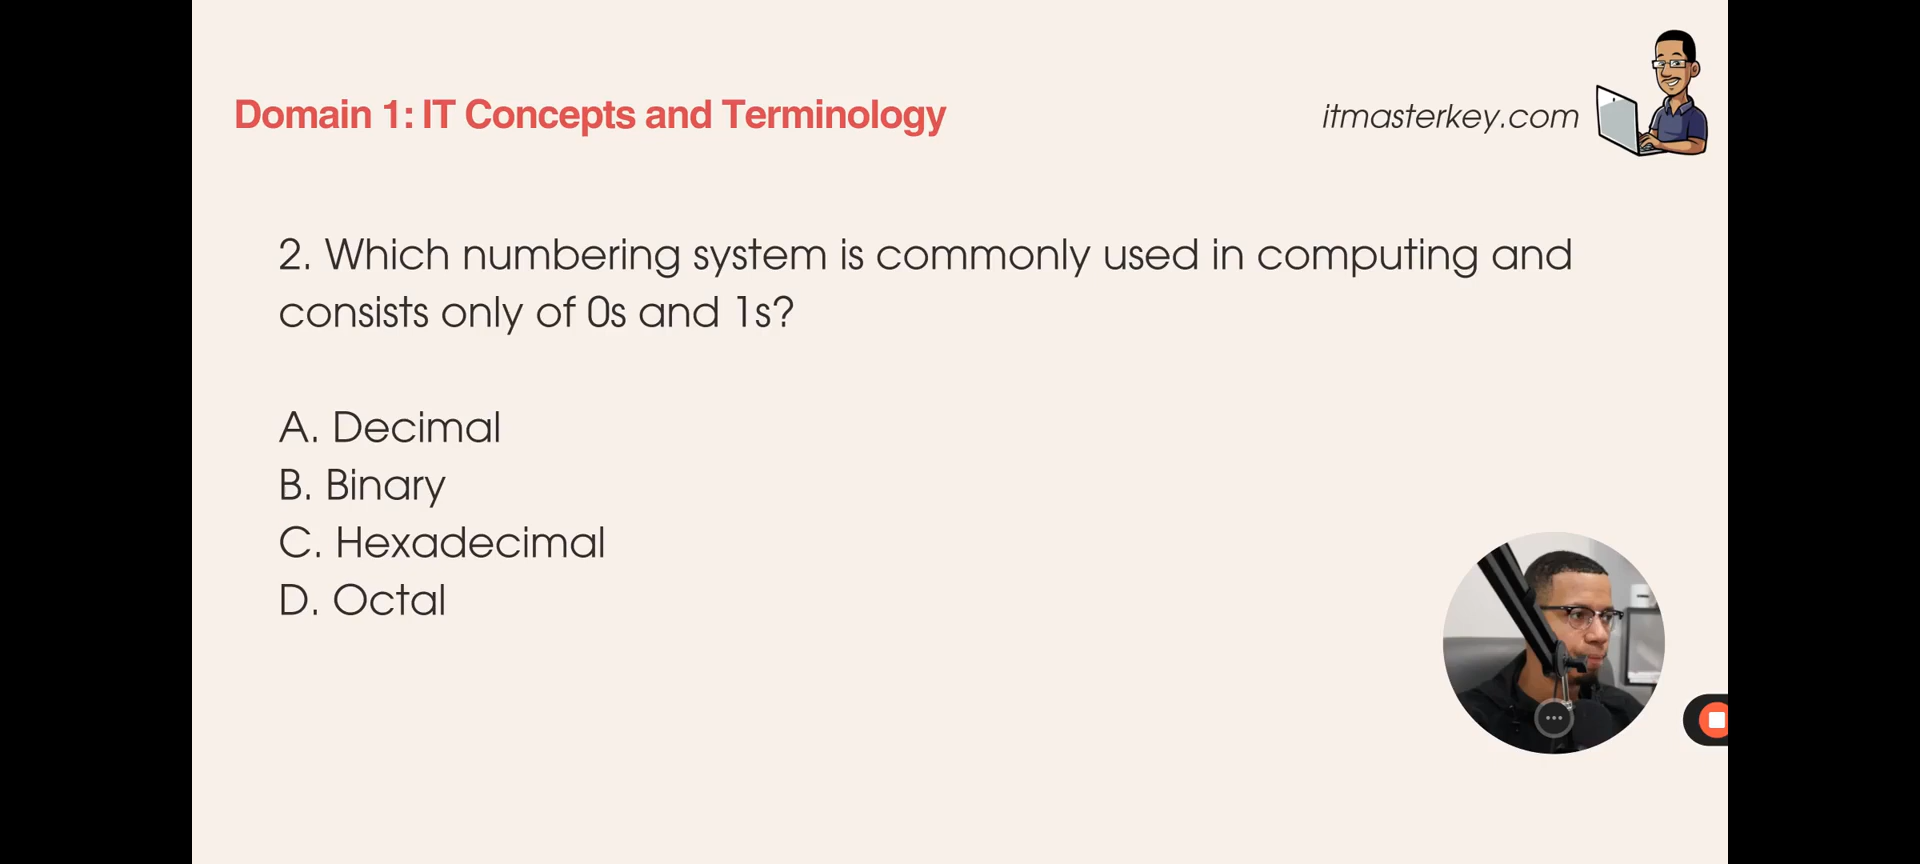 Domain 1: IT Concepts and Terminology
itmasterkey.com
2. Which numbering system is commonly used in computing and
consists only of 0s and 1s?
A. Decimal
B. Binary
C. Hexadecimal
D. Octal